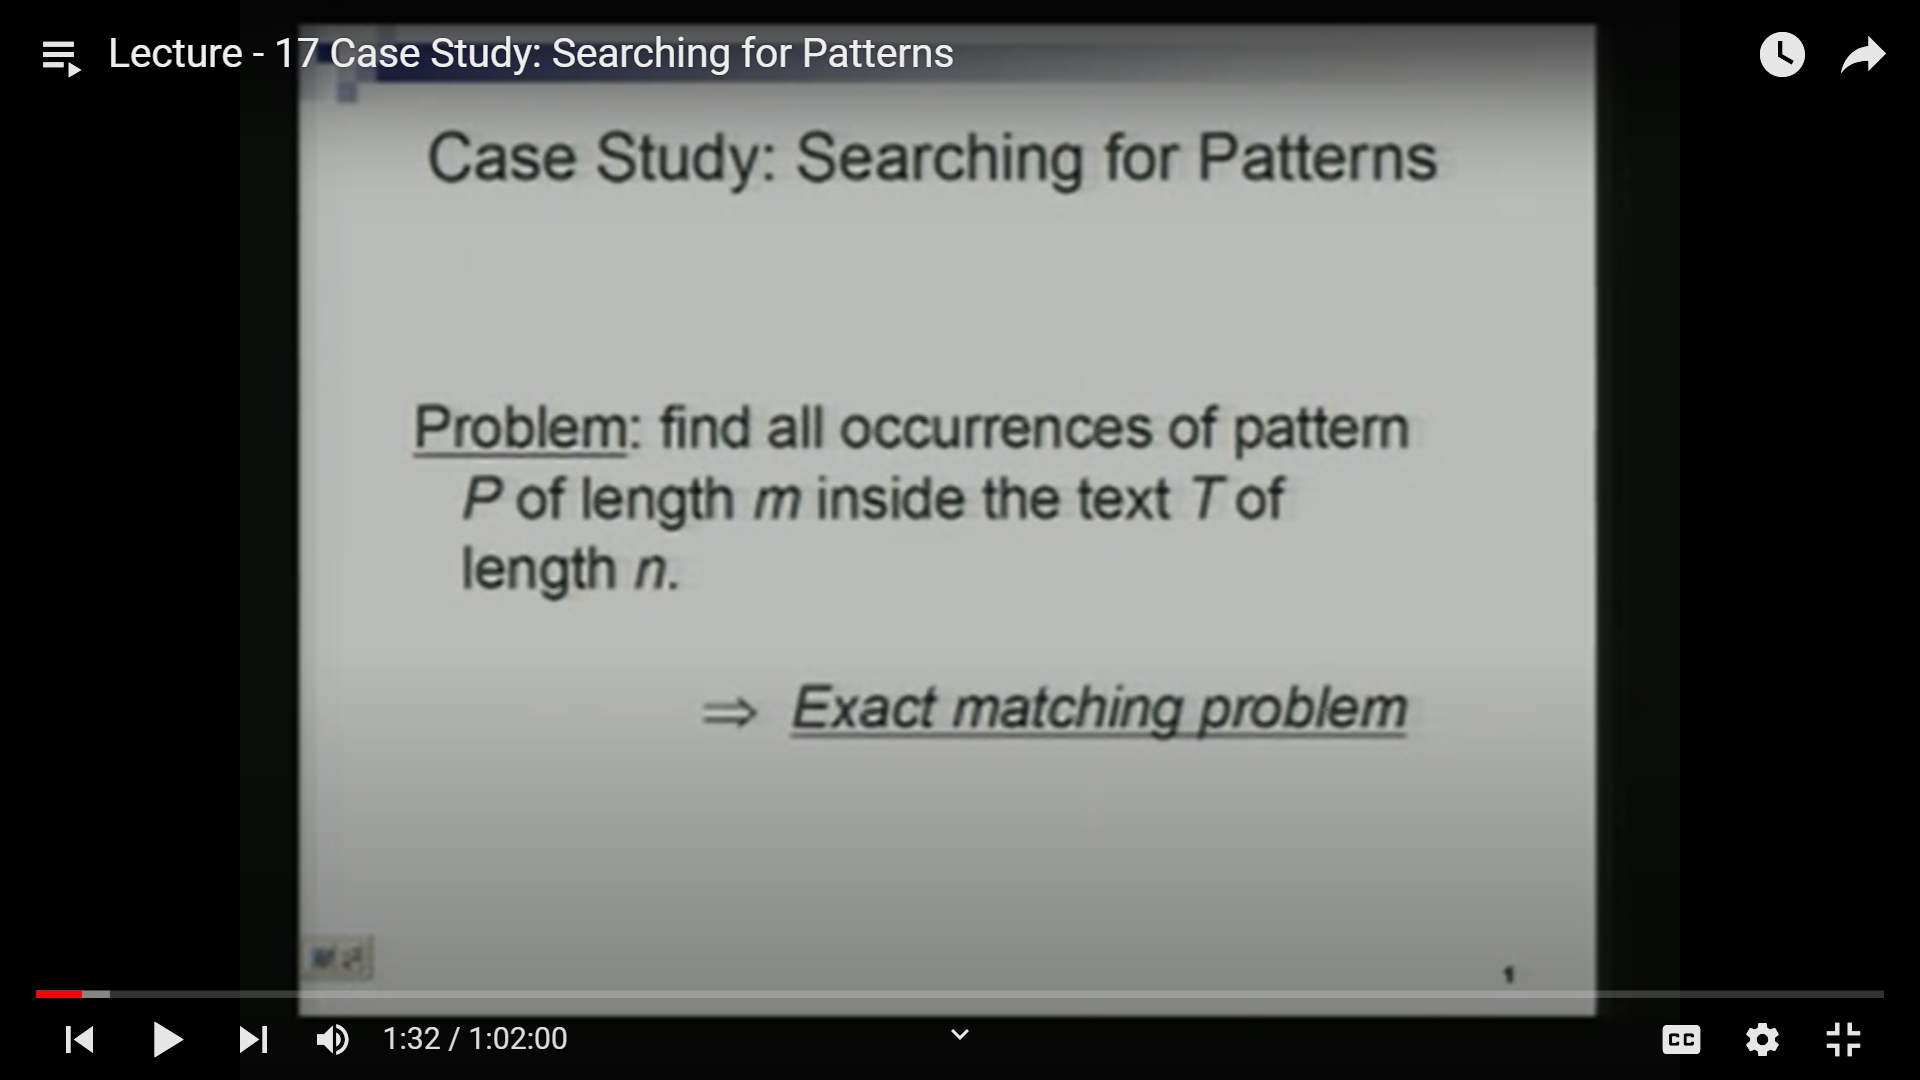 Lecture - 17 Case Study: Searching for Patterns
Case Study: Searching for Patterns
Problem: find all occurrences of pattern
P of length m inside the text T of
length n.
⇒ Exact matching problem
1
1:32 / 1:02:00
CC